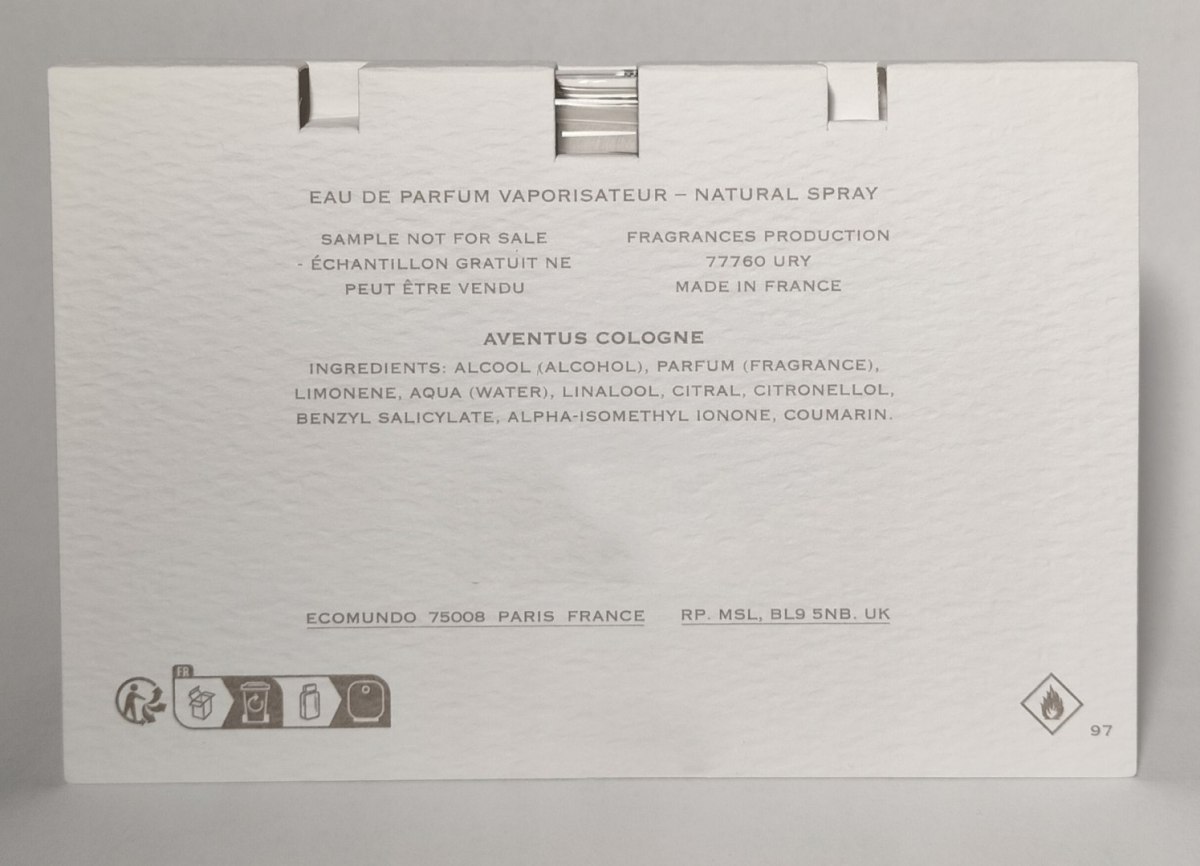 EAU DE PARFUM VAPORISATEUR – NATURAL SPRAY
SAMPLE NOT FOR SALE
- ÉCHANTILLON GRATUIT NE
PEUT ÊTRE VENDU
FRAGRANCES PRODUCTION
77760 URY
MADE IN FRANCE
AVENTUS COLOGNE
INGREDIENTS: ALCOOL (ALCOHOL), PARFUM (FRAGRANCE),
LIMONENE, AQUA (WATER), LINALOOL, CITRAL, CITRONELLOL,
BENZYL SALICYLATE, ALPHA-ISOMETHYL IONONE, COUMARIN.
ECOMUNDO 75008 PARIS FRANCE
RP. MSL, BL9 5NB. UK
FR
97